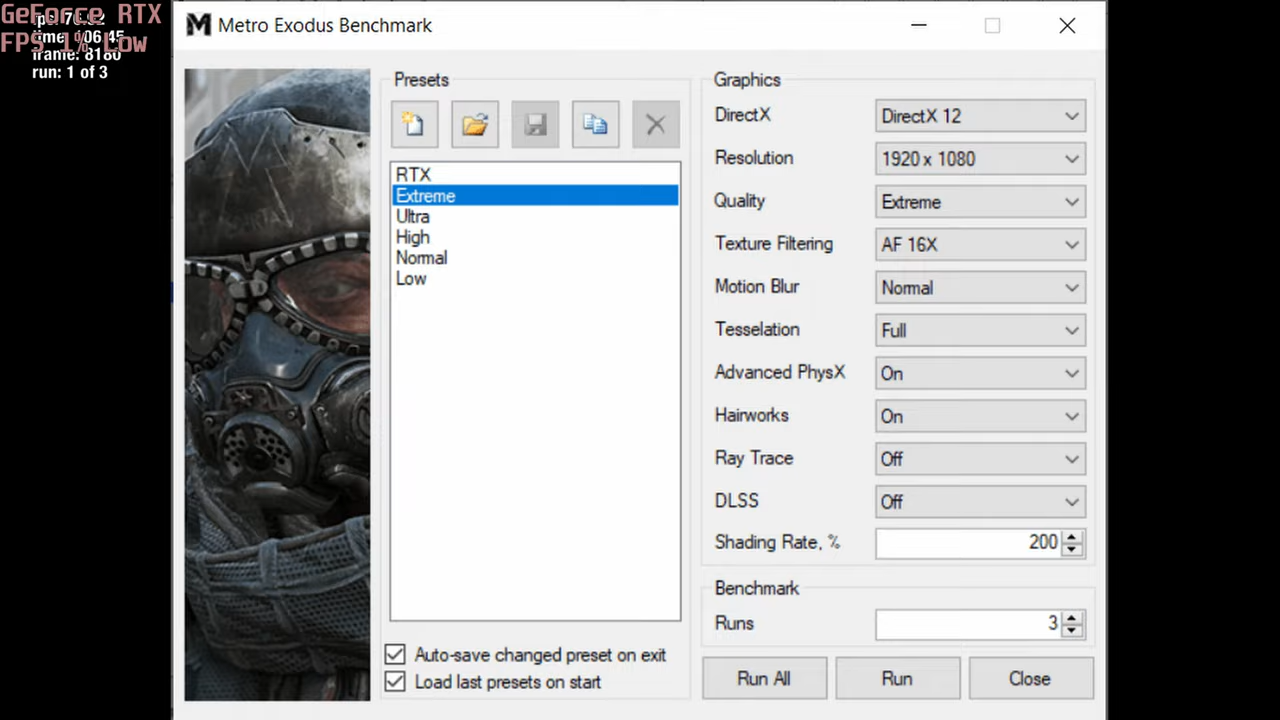 GeForce RTX
FPS 1% Low
run: 1 of 3
Metro Exodus Benchmark
Presets
RTX
Extreme
Ultra
High
Normal
Low
Auto-save changed preset on exit
Load last presets on start
Graphics
DirectX DirectX 12
Resolution 1920 x 1080
Quality Extreme
Texture Filtering AF 16X
Motion Blur Normal
Tesselation Full
Advanced PhysX On
Hairworks On
Ray Trace Off
DLSS Off
Shading Rate, % 200
Benchmark
Runs 3
Run All Run Close